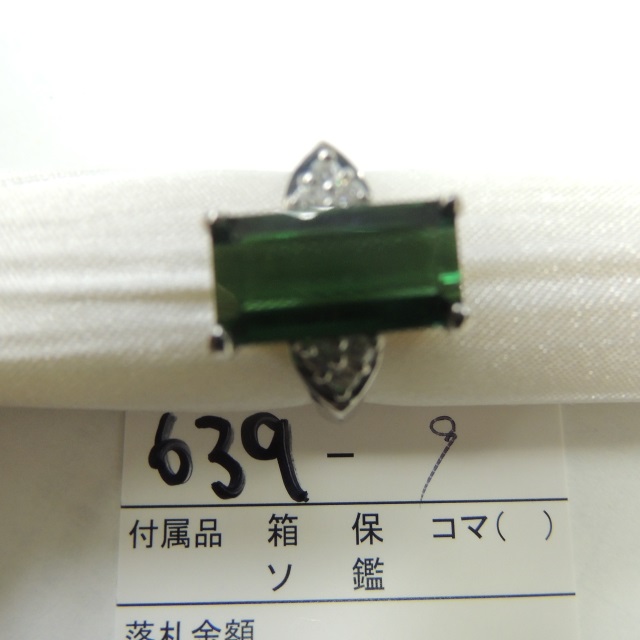 639 - 9
付属品 箱 保 コマ( )
ソ 鑑
落札金額